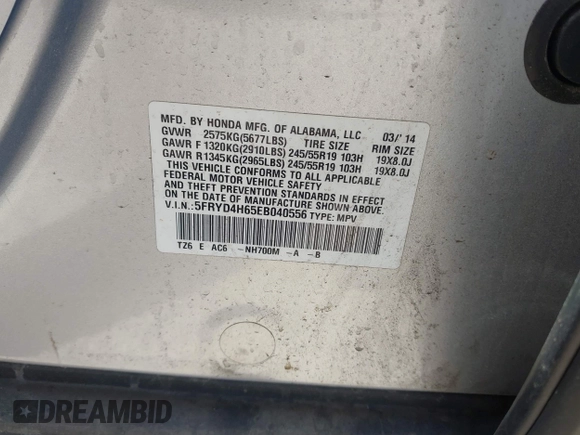 MFD. BY HONDA MFG. OF ALABAMA, LLC 03/'14
GVWR 2575KG(5677LBS) TIRE SIZE RIM SIZE
GAWR F 1320KG(2910LBS) 245/55R19 103H 19X8.0J
GAWR R1345KG(2965LBS) 245/55R19 103H 19X8.0J
THIS VEHICLE CONFORMS TO ALL APPLICABLE
FEDERAL MOTOR VEHICLE SAFETY, BUMPER,
AND THEFT PREVENTION STANDARDS IN EFFECT
ON THE DATE OF MANUFACTURE SHOWN ABOVE.
V.I.N.:5FRYD4H65EB040556 TYPE: MPV
TZ6 E AC6 -NH700M -A -B
DREAMBID